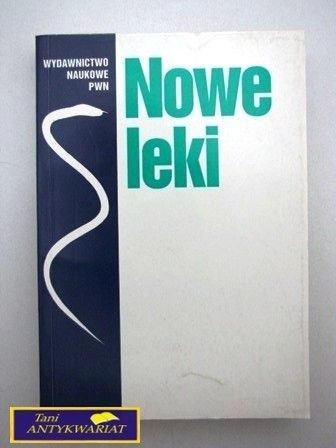 WYDAWNICTWO
NAUKOWE
PWN
Nowe
leki
Tani
ANTYKWARIAT